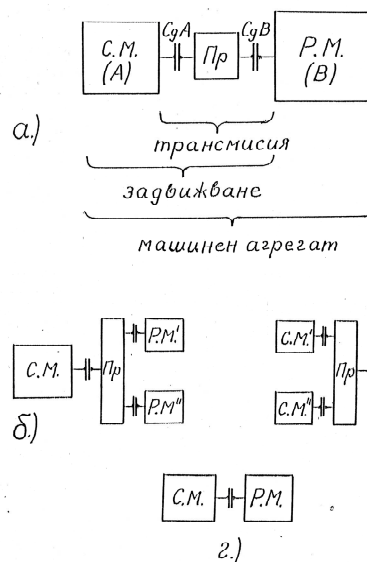 СдА СдВ
С.М. Пр Р.М.
(А) (В)
а.)
трансмисия
задвижване
машинен агрегат
С.М. Пр Р.М.' Р.М."
б.)
С.М.' С.М." Пр
С.М. Р.М.
г.)